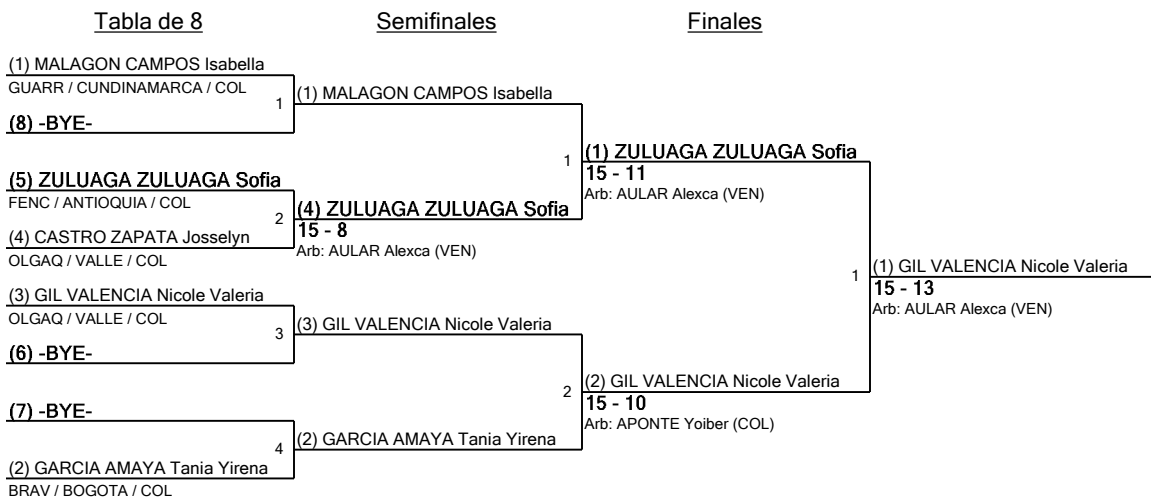 Tabla de 8
Semifinales
Finales
(1) MALAGON CAMPOS Isabella
GUARR / CUNDINAMARCA / COL
1
(8) -BYE-
(5) ZULUAGA ZULUAGA Sofia
FENC / ANTIOQUIA / COL
2
(4) CASTRO ZAPATA Josselyn
OLGAQ / VALLE / COL
(3) GIL VALENCIA Nicole Valeria
OLGAQ / VALLE / COL
3
(6) -BYE-
(7) -BYE-
4
(2) GARCIA AMAYA Tania Yirena
BRAV / BOGOTA / COL
(1) MALAGON CAMPOS Isabella
1
(4) ZULUAGA ZULUAGA Sofia
15 - 8
Arb: AULAR Alexca (VEN)
(3) GIL VALENCIA Nicole Valeria
2
(2) GARCIA AMAYA Tania Yirena
(1) ZULUAGA ZULUAGA Sofia
15 - 11
Arb: AULAR Alexca (VEN)
1
(2) GIL VALENCIA Nicole Valeria
15 - 10
Arb: APONTE Yoiber (COL)
(1) GIL VALENCIA Nicole Valeria
15 - 13
Arb: AULAR Alexca (VEN)